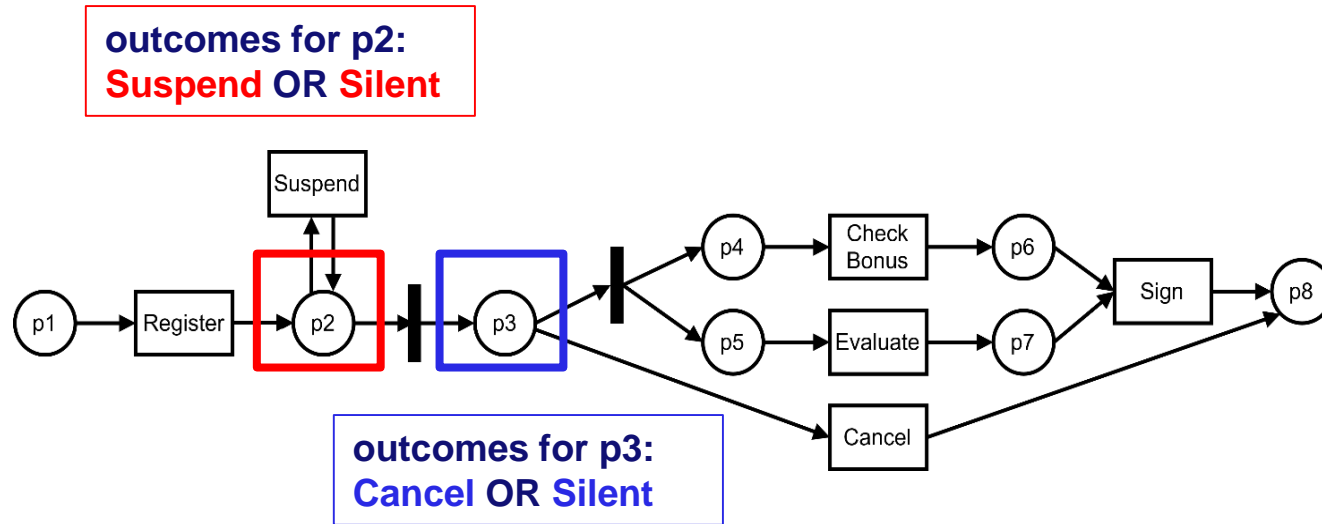 outcomes for p2:
Suspend OR Silent
Suspend
p1
Register
p2
p3
p4
Check
Bonus
p6
Sign
p8
p5
Evaluate
p7
Cancel
outcomes for p3:
Cancel OR Silent